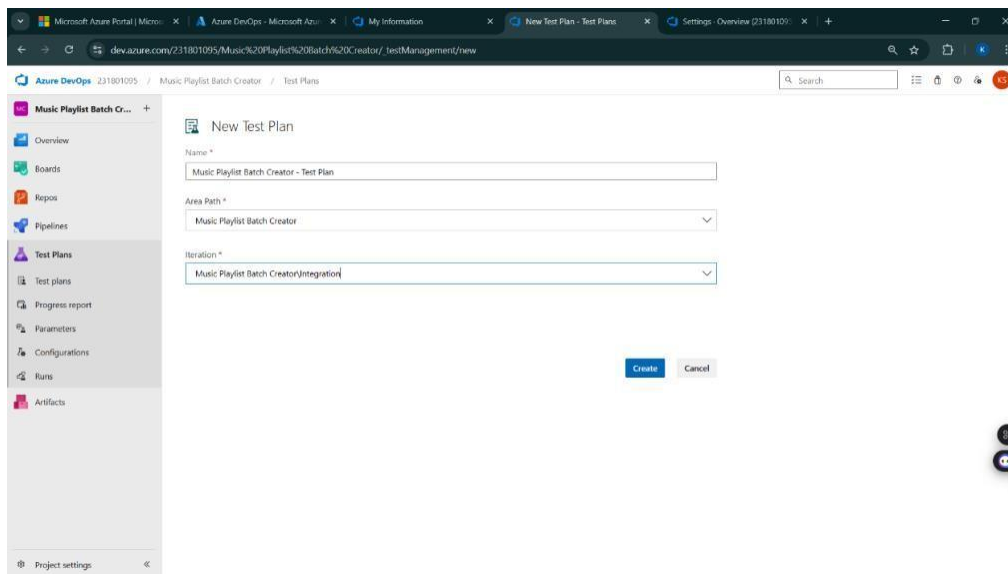 Microsoft Azure Portal | Micros
Azure DevOps - Microsoft Azur
My Information
New Test Plan - Test Plans
Settings - Overview (23180109
dev.azure.com/231801095/Music%20Playlist%20Batch%20Creator/_testManagement/new
K
Azure DevOps 231801095 / Music Playlist Batch Creator / Test Plans
Search
KS
MC Music Playlist Batch Cr... +
Overview
Boards
Repos
Pipelines
Test Plans
Test plans
Progress report
Parameters
Configurations
Runs
Artifacts
Project settings
New Test Plan
Name *
Music Playlist Batch Creator - Test Plan
Area Path *
Music Playlist Batch Creator
Iteration *
Music Playlist Batch Creator\Integration
Create Cancel